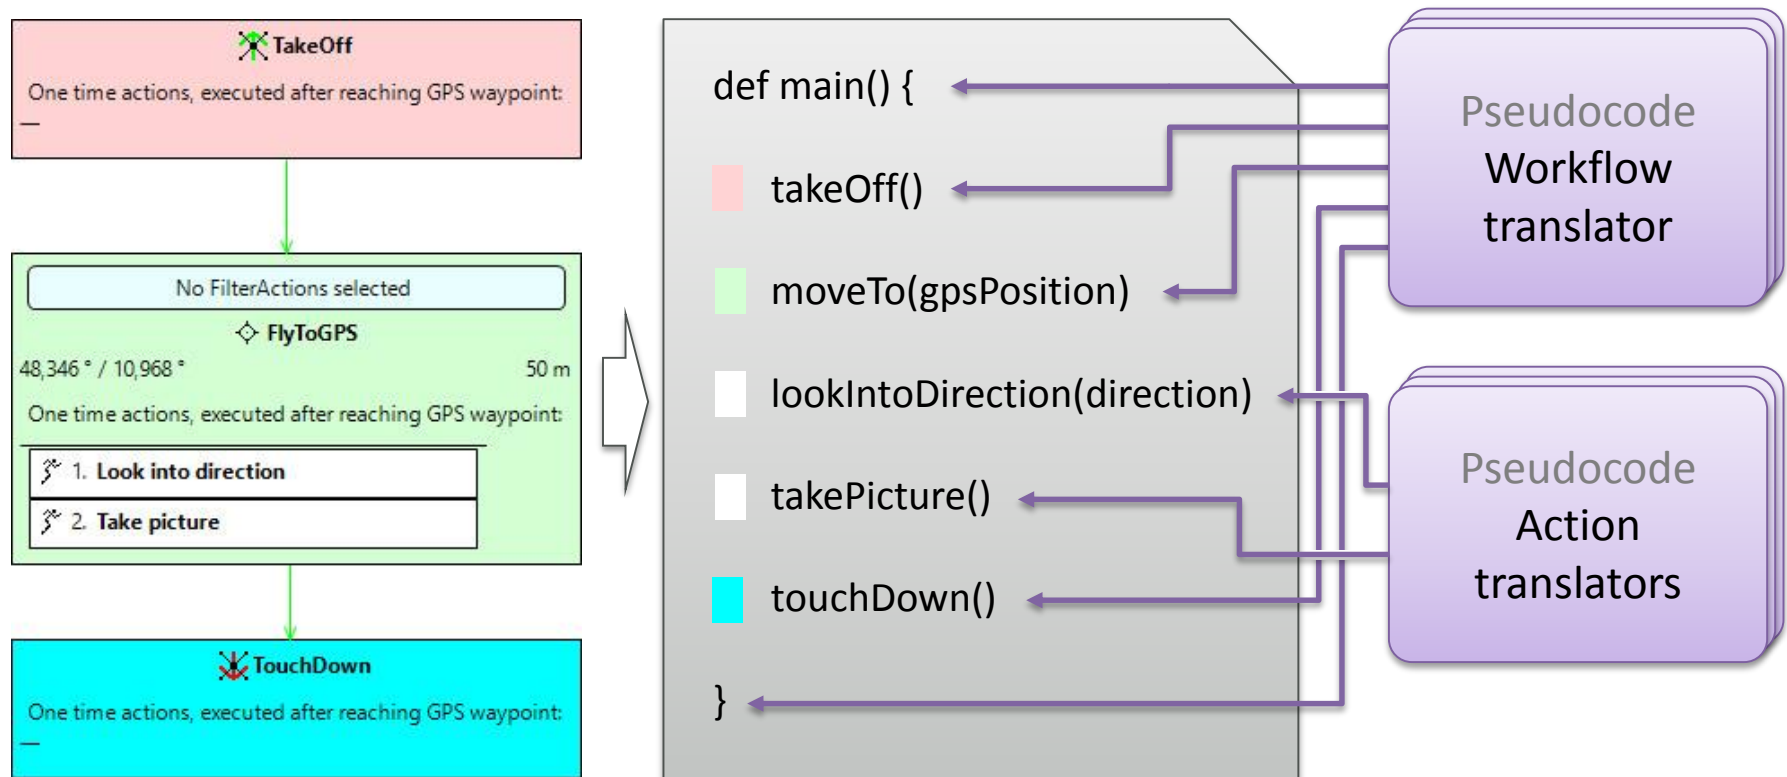 TakeOff
One time actions, executed after reaching GPS waypoint:
—
No FilterActions selected
FlyToGPS
48,346 ° / 10,968 ° 50 m
One time actions, executed after reaching GPS waypoint:
1. Look into direction
2. Take picture
TouchDown
One time actions, executed after reaching GPS waypoint:
—
def main() {
takeOff()
moveTo(gpsPosition)
lookIntoDirection(direction)
takePicture()
touchDown()
}
Pseudocode
Workflow
translator
Pseudocode
Action
translators